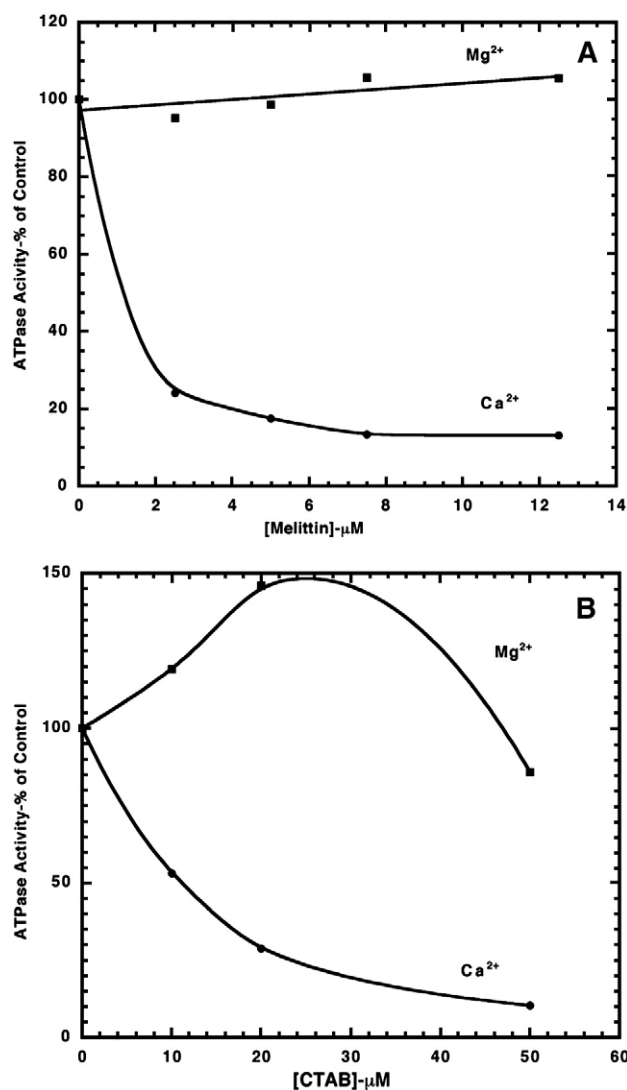 120
A
Mg²⁺
100
80
60
40
20
0
Ca²⁺
ATPase Acivity-% of Control
0 2 4 6 8 10 12 14
[Melittin]-μM
150
B
Mg²⁺
100
50
0
Ca²⁺
ATPase Activity-% of Control
0 10 20 30 40 50 60
[CTAB]-μM